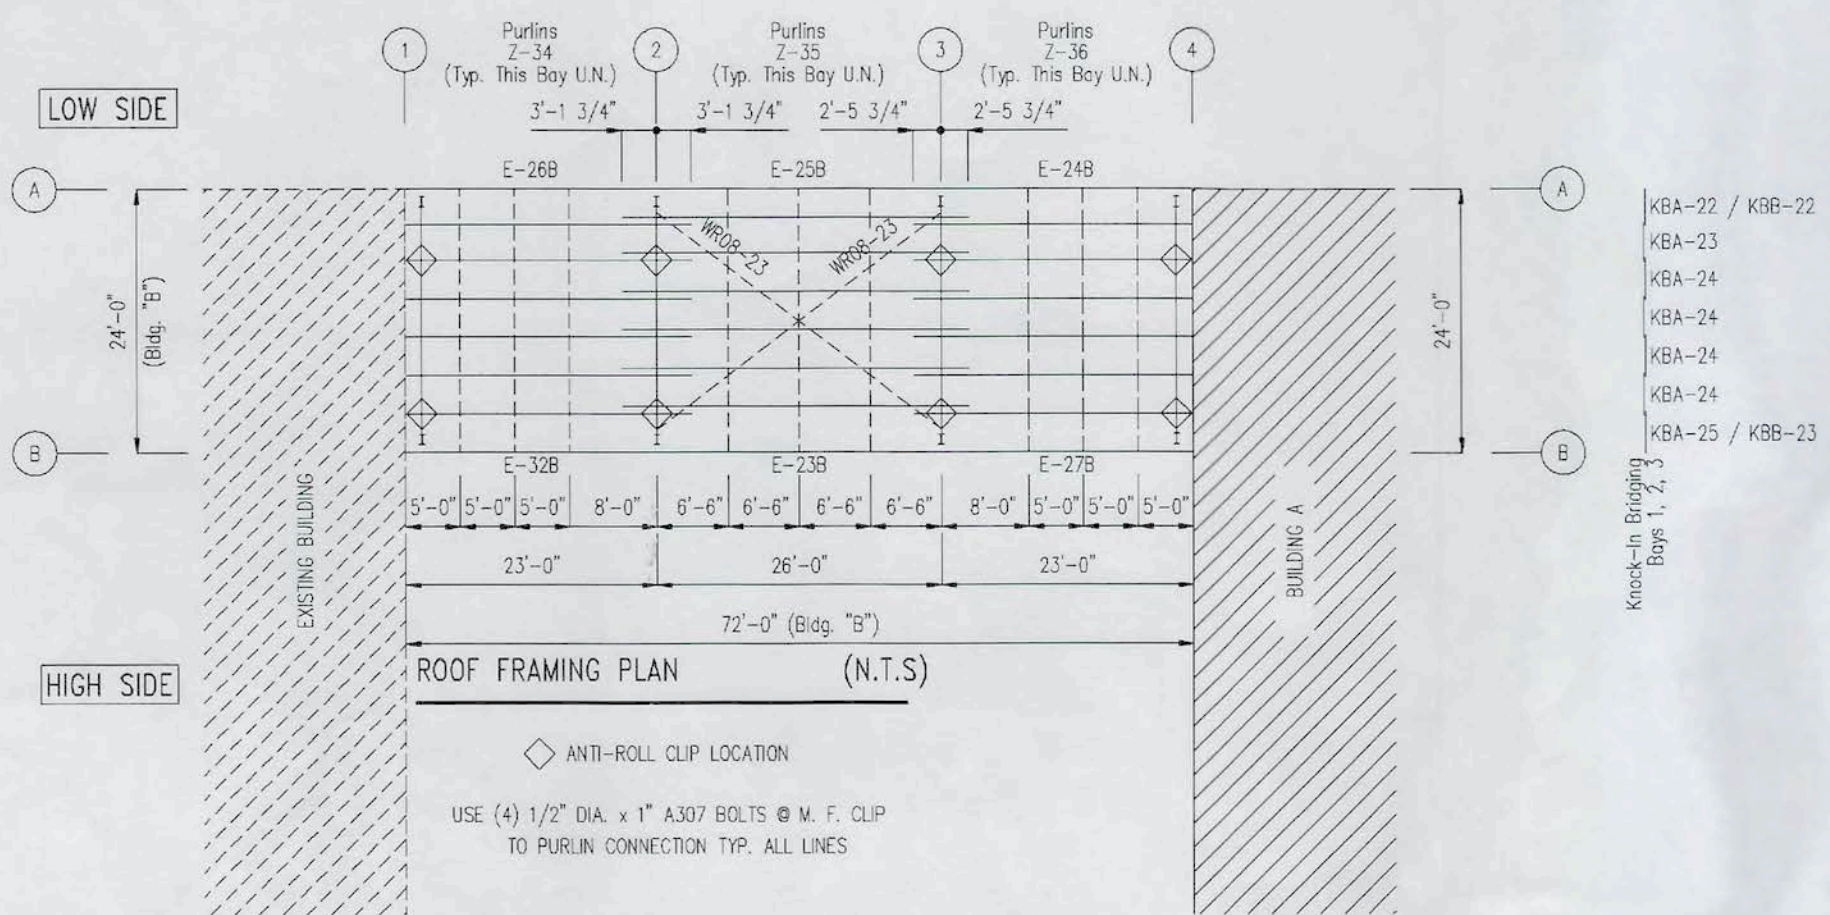 1
Purlins
Z-34
(Typ. This Bay U.N.)
2
Purlins
Z-35
(Typ. This Bay U.N.)
3
Purlins
Z-36
(Typ. This Bay U.N.)
4
LOW SIDE
3'-1 3/4"
3'-1 3/4"
2'-5 3/4"
2'-5 3/4"
E-26B
E-25B
E-24B
A
A
24'-0"
(Bldg. "B")
WR08-23
WR08-23
24'-0"
KBA-22 / KBB-22
KBA-23
KBA-24
KBA-24
KBA-24
KBA-24
KBA-25 / KBB-23
Knock-In Bridging
Bays 1, 2, 3
B
B
E-32B
E-23B
E-27B
5'-0"
5'-0"
5'-0"
8'-0"
6'-6"
6'-6"
6'-6"
6'-6"
8'-0"
5'-0"
5'-0"
5'-0"
EXISTING BUILDING
BUILDING A
23'-0"
26'-0"
23'-0"
72'-0" (Bldg. "B")
HIGH SIDE
ROOF FRAMING PLAN (N.T.S)
ANTI-ROLL CLIP LOCATION
USE (4) 1/2" DIA. x 1" A307 BOLTS @ M. F. CLIP
TO PURLIN CONNECTION TYP. ALL LINES